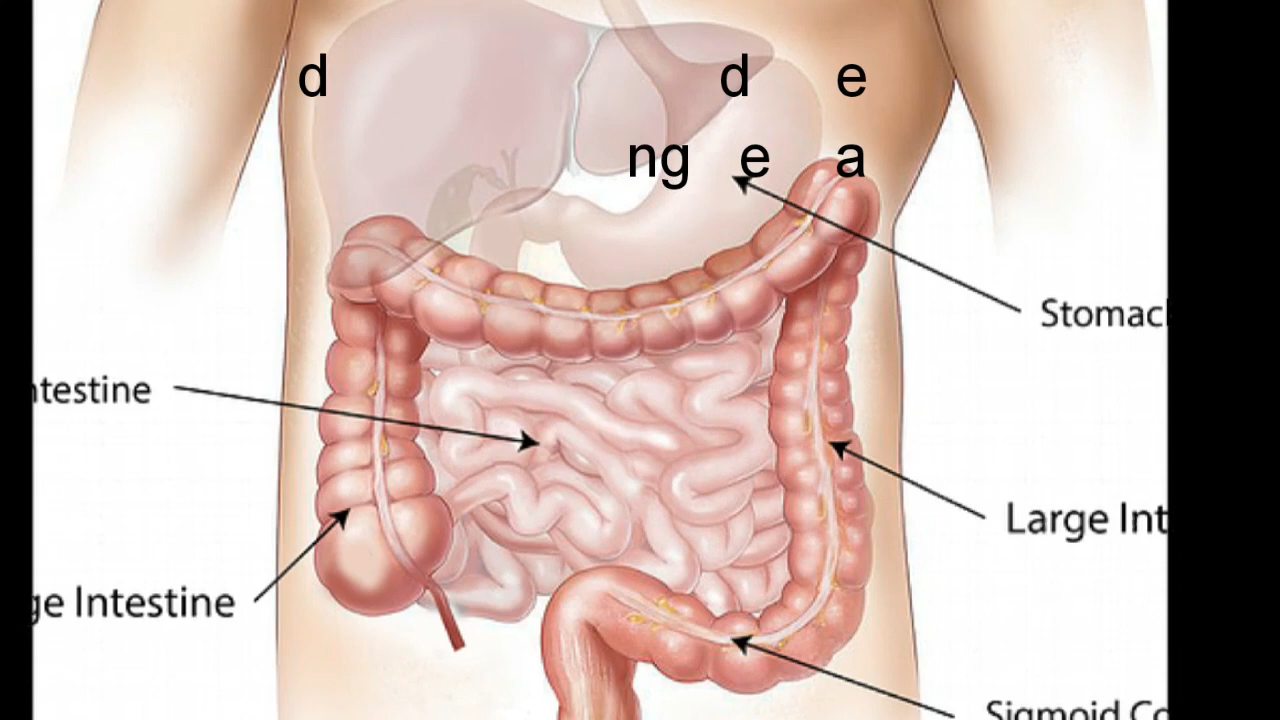 d d e
ng e a
Stomac
ntestine
Large Int
ge Intestine
Sigmoid Co